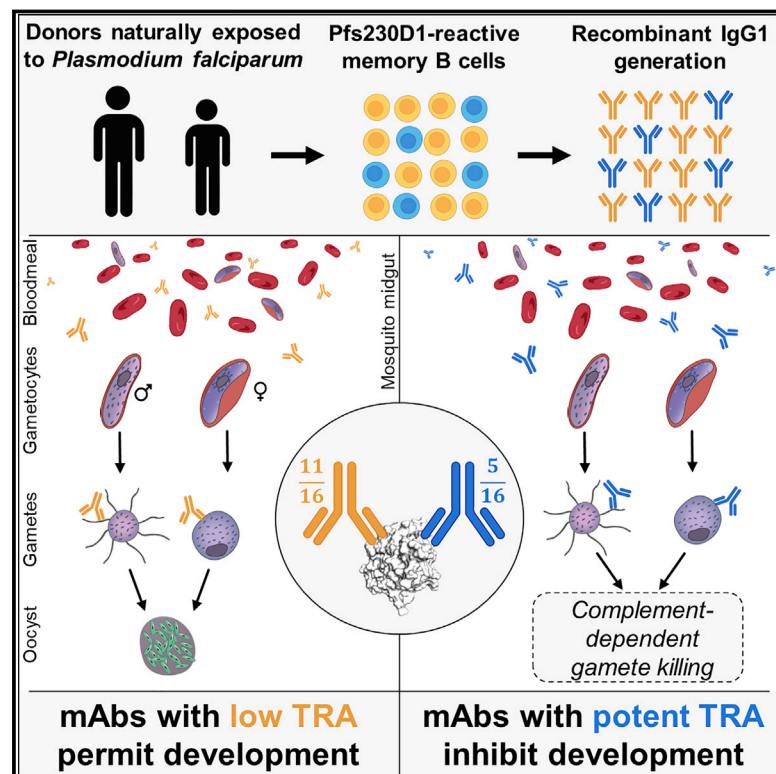 Donors naturally exposed
to Plasmodium falciparum
Pfs230D1-reactive
memory B cells
Recombinant IgG1
generation
Bloodmeal
Gametocytes
Gametes
Oocyst
♂
♀
Mosquito midgut
11
16
5
16
Complement-
dependent
gamete killing
mAbs with low TRA
permit development
mAbs with potent TRA
inhibit development